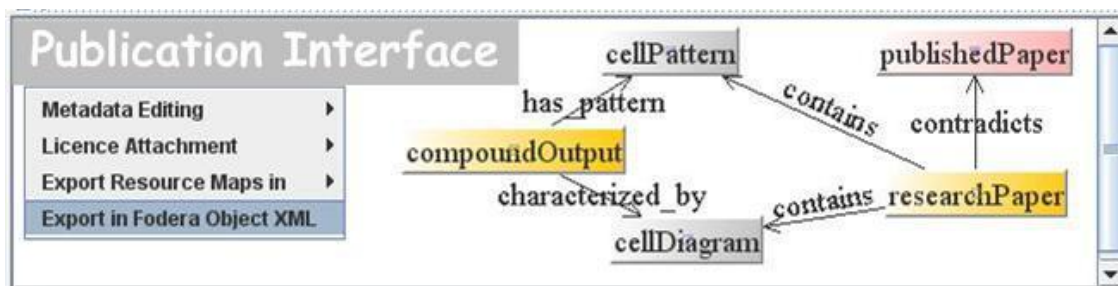 Publication Interface
Metadata Editing
Licence Attachment
Export Resource Maps in
Export in Fodera Object XML
cellPattern
publishedPaper
has_pattern
contains
contradicts
compoundOutput
characterized_by
contains
researchPaper
cellDiagram